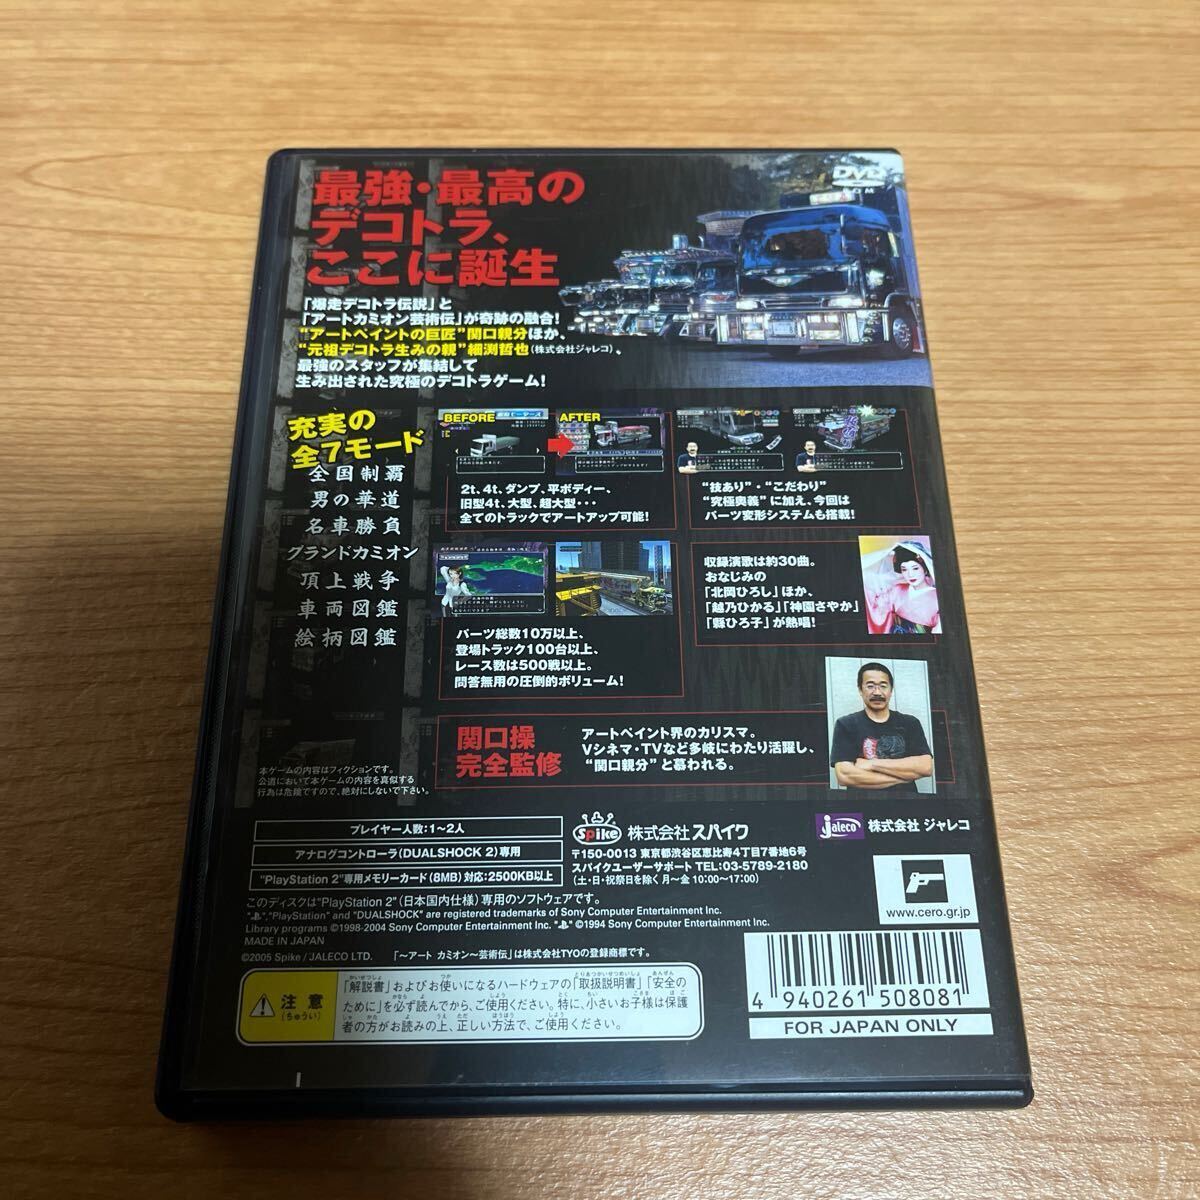 最強・最高の
デコトラ、
ここに誕生
DVD
ROM
「爆走デコトラ伝説」と
「アートカミオン芸術伝」が奇跡の融合!
“アートペイントの巨匠”関口親分ほか、
“元祖デコトラ生みの親”細渕哲也(株式会社ジャレコ)、
最強のスタッフが集結して
生み出された究極のデコトラゲーム!
充実の
全7モード
全国制覇
男の華道
名車勝負
グランドカミオン
頂上戦争
車両図鑑
絵柄図鑑
BEFORE
AFTER
2t、4t、ダンプ、平ボディー、
旧型4t、大型、超大型・・・
全てのトラックでアートアップ可能!
“技あり”・“こだわり”
“究極奥義”に加え、今回は
パーツ変形システムも搭載!
パーツ総数10万以上、
登場トラック100台以上、
レース数は500戦以上。
問答無用の圧倒的ボリューム!
収録演歌は約30曲。
おなじみの
「北岡ひろし」ほか、
「越乃ひかる」「神園さやか」
「縣ひろ子」が熱唱!
関口操
完全監修
アートペイント界のカリスマ。
Vシネマ・TVなど多岐にわたり活躍し、
“関口親分”と慕われる。
本ゲームの内容はフィクションです。
公道において本ゲームの内容を真似する
行為は危険ですので、絶対にしないで下さい。
プレイヤー人数:1〜2人
アナログコントローラ(DUALSHOCK 2)専用
"PlayStation 2"専用メモリーカード(8MB)対応:2500KB以上
Spike 株式会社スパイク
〒150-0013 東京都渋谷区恵比寿4丁目7番地6号
スパイクユーザーサポート TEL:03-5789-2180
(土・日・祝祭日を除く 月〜金 10:00〜17:00)
jaleco 株式会社 ジャレコ
www.cero.gr.jp
このディスクは"PlayStation 2"(日本国内仕様)専用のソフトウェアです。
" ","PlayStation" and "DUALSHOCK" are registered trademarks of Sony Computer Entertainment Inc.
Library programs ©1998-2004 Sony Computer Entertainment Inc. " " ©1994 Sony Computer Entertainment Inc.
MADE IN JAPAN
©2005 Spike / JALECO LTD. 「〜アート カミオン〜芸術伝」は株式会社TYOの登録商標です。
注意
(ちゅうい)
「解説書」およびお使いになるハードウェアの「取扱説明書」「安全の
ために」を必ず読んでから、ご使用ください。特に、小さいお子様は保護
者の方がお読みの上、正しい方法で、ご使用ください。
4 940261 508081
FOR JAPAN ONLY